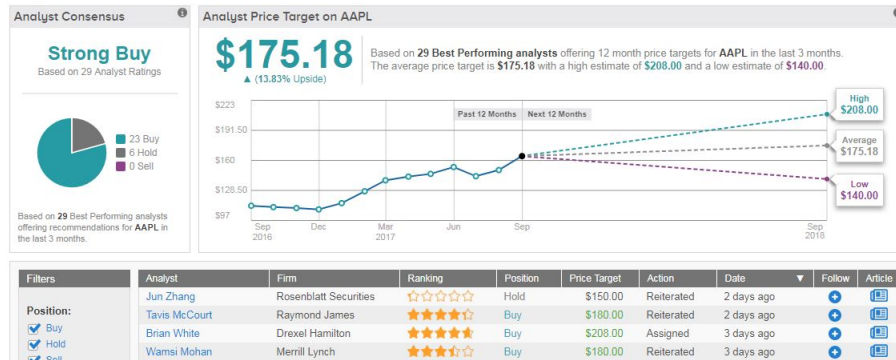 Analyst Consensus
Strong Buy
Based on 29 Analyst Ratings
23 Buy
6 Hold
0 Sell
Based on 29 Best Performing analysts
offering recommendations for AAPL in
the last 3 months.
Analyst Price Target on AAPL
$175.18
▲ (13.83% Upside)
Based on 29 Best Performing analysts offering 12 month price targets for AAPL in the last 3 months.
The average price target is $175.18 with a high estimate of $208.00 and a low estimate of $140.00.
$223
$191.50
$160
$128.50
$97
Past 12 Months Next 12 Months
High
$208.00
Average
$175.18
Low
$140.00
Sep Dec Mar Jun Sep Sep
2016 2017 2018
Filters
Position:
Buy
Hold
Sell
Analyst Firm Ranking Position Price Target Action Date ▼ Follow Article
Jun Zhang Rosenblatt Securities Hold $150.00 Reiterated 2 days ago
Tavis McCourt Raymond James Buy $180.00 Reiterated 2 days ago
Brian White Drexel Hamilton Buy $208.00 Assigned 3 days ago
Wamsi Mohan Merrill Lynch Buy $180.00 Reiterated 3 days ago